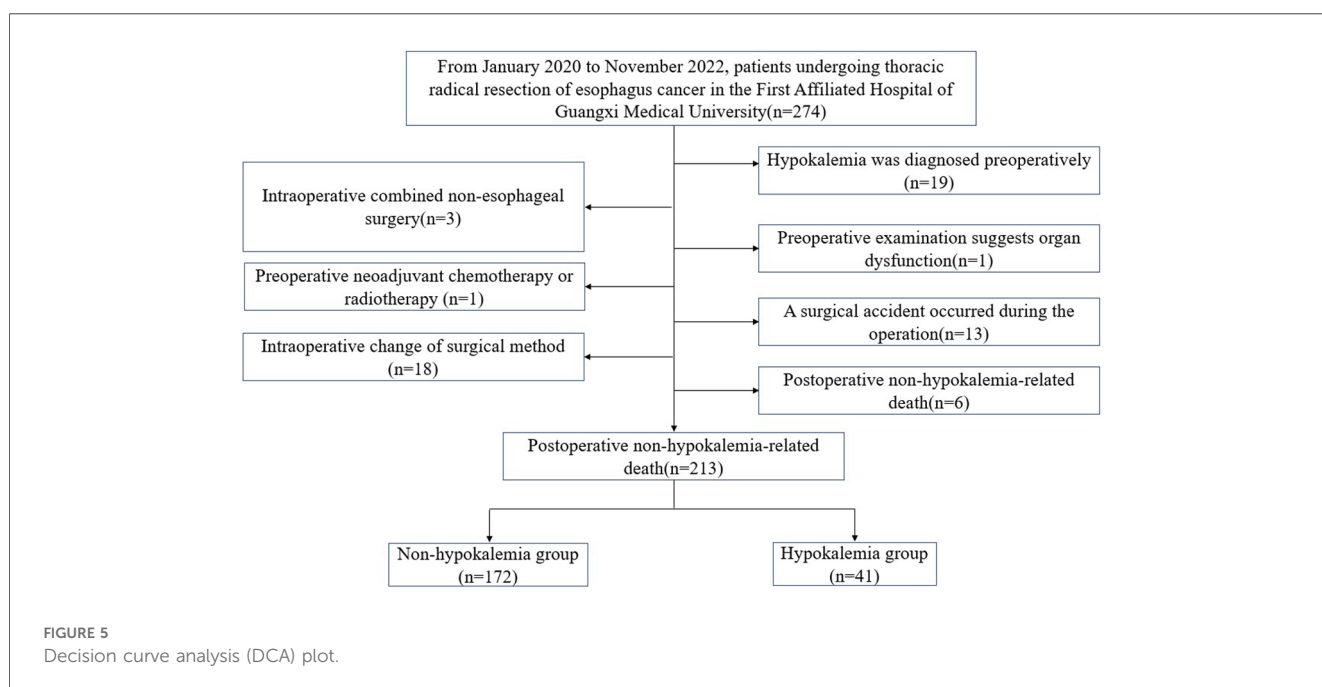 From January 2020 to November 2022, patients undergoing thoracic
radical resection of esophagus cancer in the First Affiliated Hospital of
Guangxi Medical University(n=274)
Hypokalemia was diagnosed preoperatively
(n=19)
Intraoperative combined non-esophageal
surgery(n=3)
Preoperative examination suggests organ
dysfunction(n=1)
Preoperative neoadjuvant chemotherapy or
radiotherapy (n=1)
A surgical accident occurred during the
operation(n=13)
Intraoperative change of surgical method
(n=18)
Postoperative non-hypokalemia-related
death(n=6)
Postoperative non-hypokalemia-related
death(n=213)
Non-hypokalemia group
(n=172)
Hypokalemia group
(n=41)
FIGURE 5
Decision curve analysis (DCA) plot.